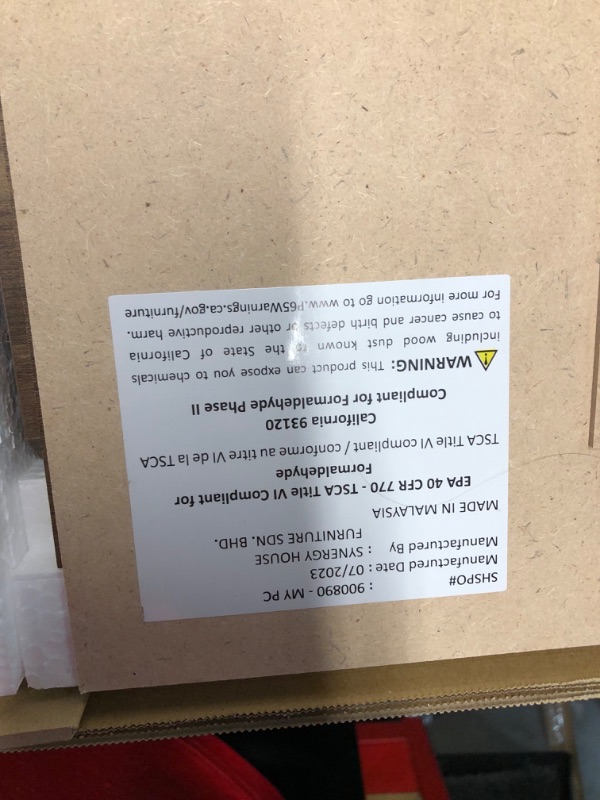 SHSPO# : 900890 - MY PC
Manufactured Date : 07/2023
Manufactured By : SYNERGY HOUSE
FURNITURE SDN. BHD.
MADE IN MALAYSIA
EPA 40 CFR 770 - TSCA Title VI Compliant for
Formaldehyde
TSCA Title VI compliant / conforme au titre VI de la TSCA
California 93120
Compliant for Formaldehyde Phase II
WARNING: This product can expose you to chemicals
including wood dust known to the State of California
to cause cancer and birth defects or other reproductive harm.
For more information go to www.P65Warnings.ca.gov/furniture